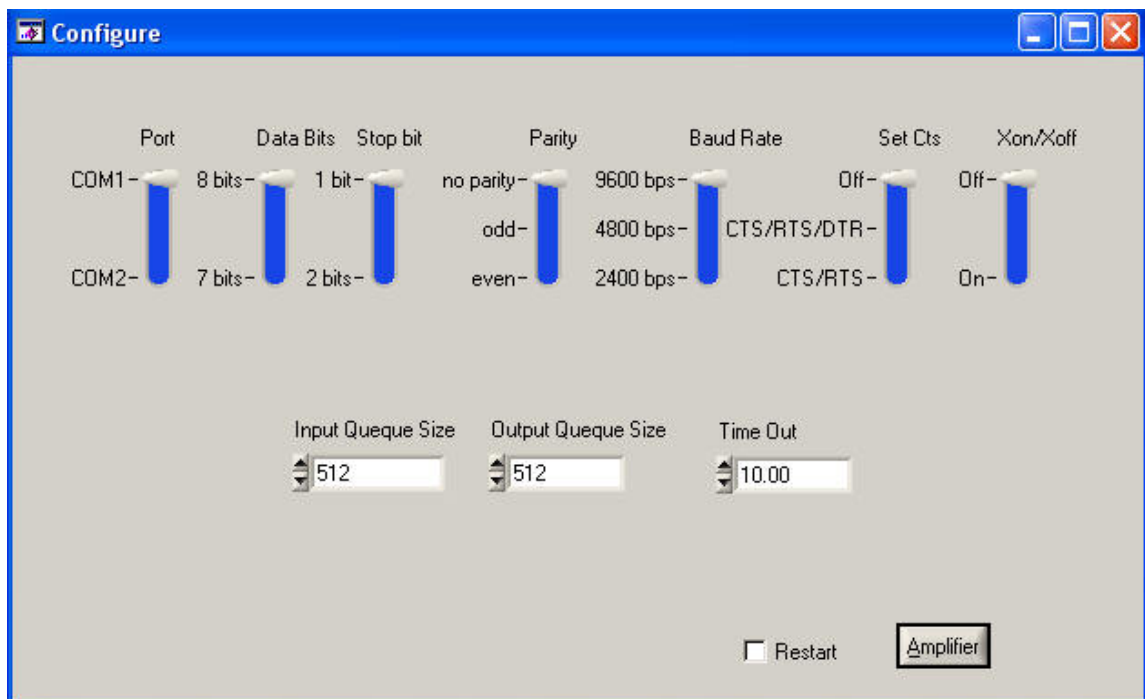 Configure
Port Data Bits Stop bit Parity Baud Rate Set Cts Xon/Xoff
COM1 8 bits 1 bit no parity 9600 bps Off Off
odd 4800 bps CTS/RTS/DTR
COM2 7 bits 2 bits even 2400 bps CTS/RTS On
Input Queque Size Output Queque Size Time Out
512 512 10.00
Restart Amplifier